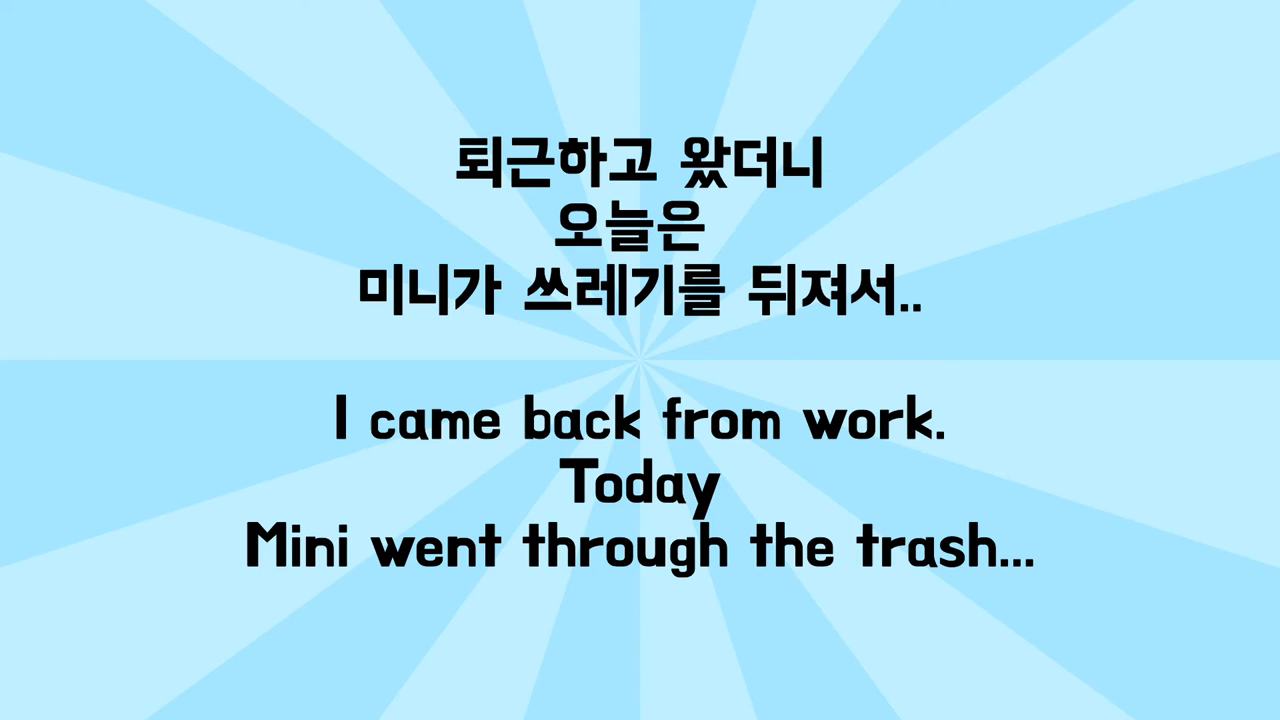 퇴근하고 왔더니
오늘은
미니가 쓰레기를 뒤져서..
I came back from work.
Today
Mini went through the trash...